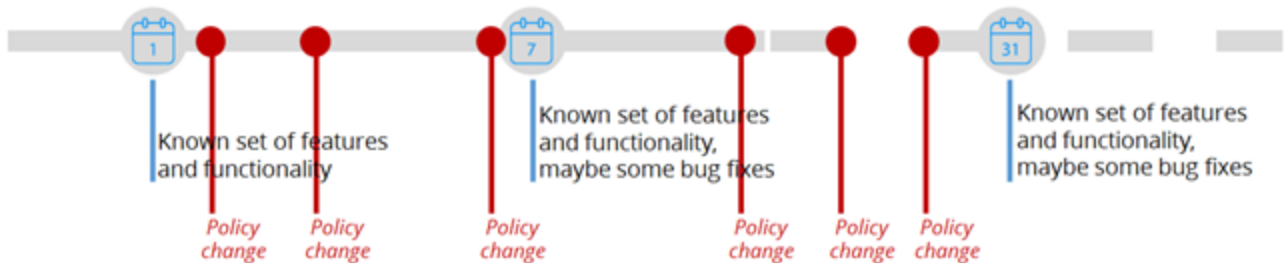 1
7
31
Known set of features
and functionality
Known set of features
and functionality,
maybe some bug fixes
Known set of features
and functionality,
maybe some bug fixes
Policy
change
Policy
change
Policy
change
Policy
change
Policy
change
Policy
change